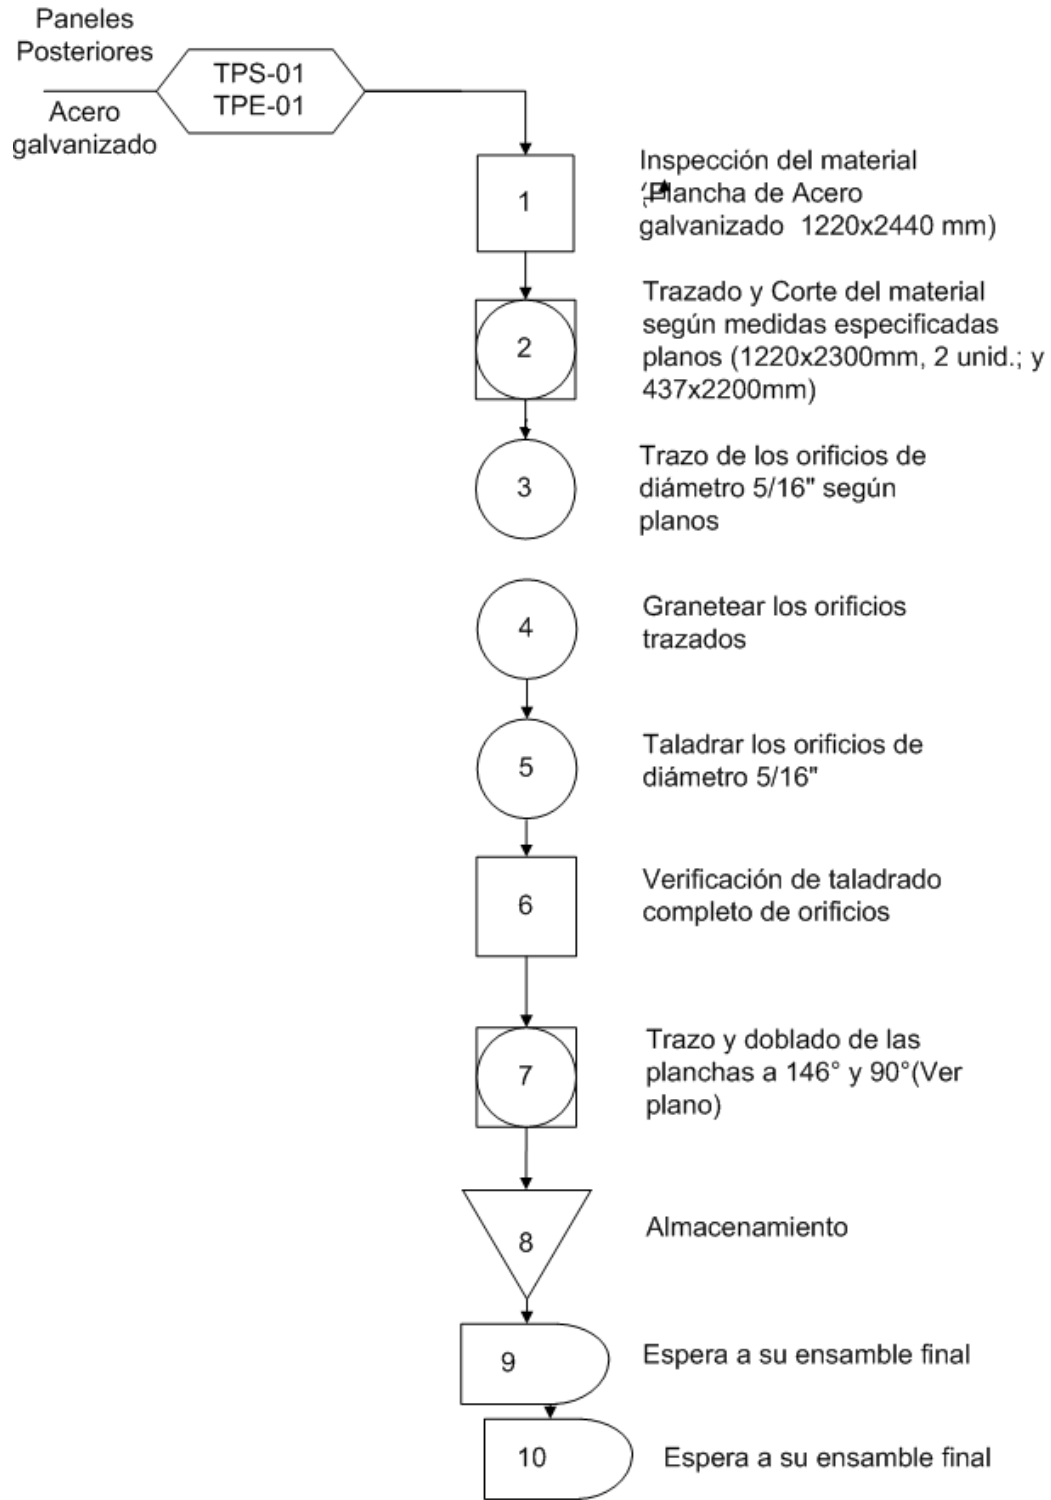 Paneles
Posteriores
TPS-01
TPE-01
Acero
galvanizado
1
Inspección del material
(Plancha de Acero
galvanizado 1220x2440 mm)
2
Trazado y Corte del material
según medidas especificadas
planos (1220x2300mm, 2 unid.; y
437x2200mm)
3
Trazo de los orificios de
diámetro 5/16" según
planos
4
Granetear los orificios
trazados
5
Taladrar los orificios de
diámetro 5/16"
6
Verificación de taladrado
completo de orificios
7
Trazo y doblado de las
planchas a 146° y 90°(Ver
plano)
8
Almacenamiento
9
Espera a su ensamble final
10
Espera a su ensamble final